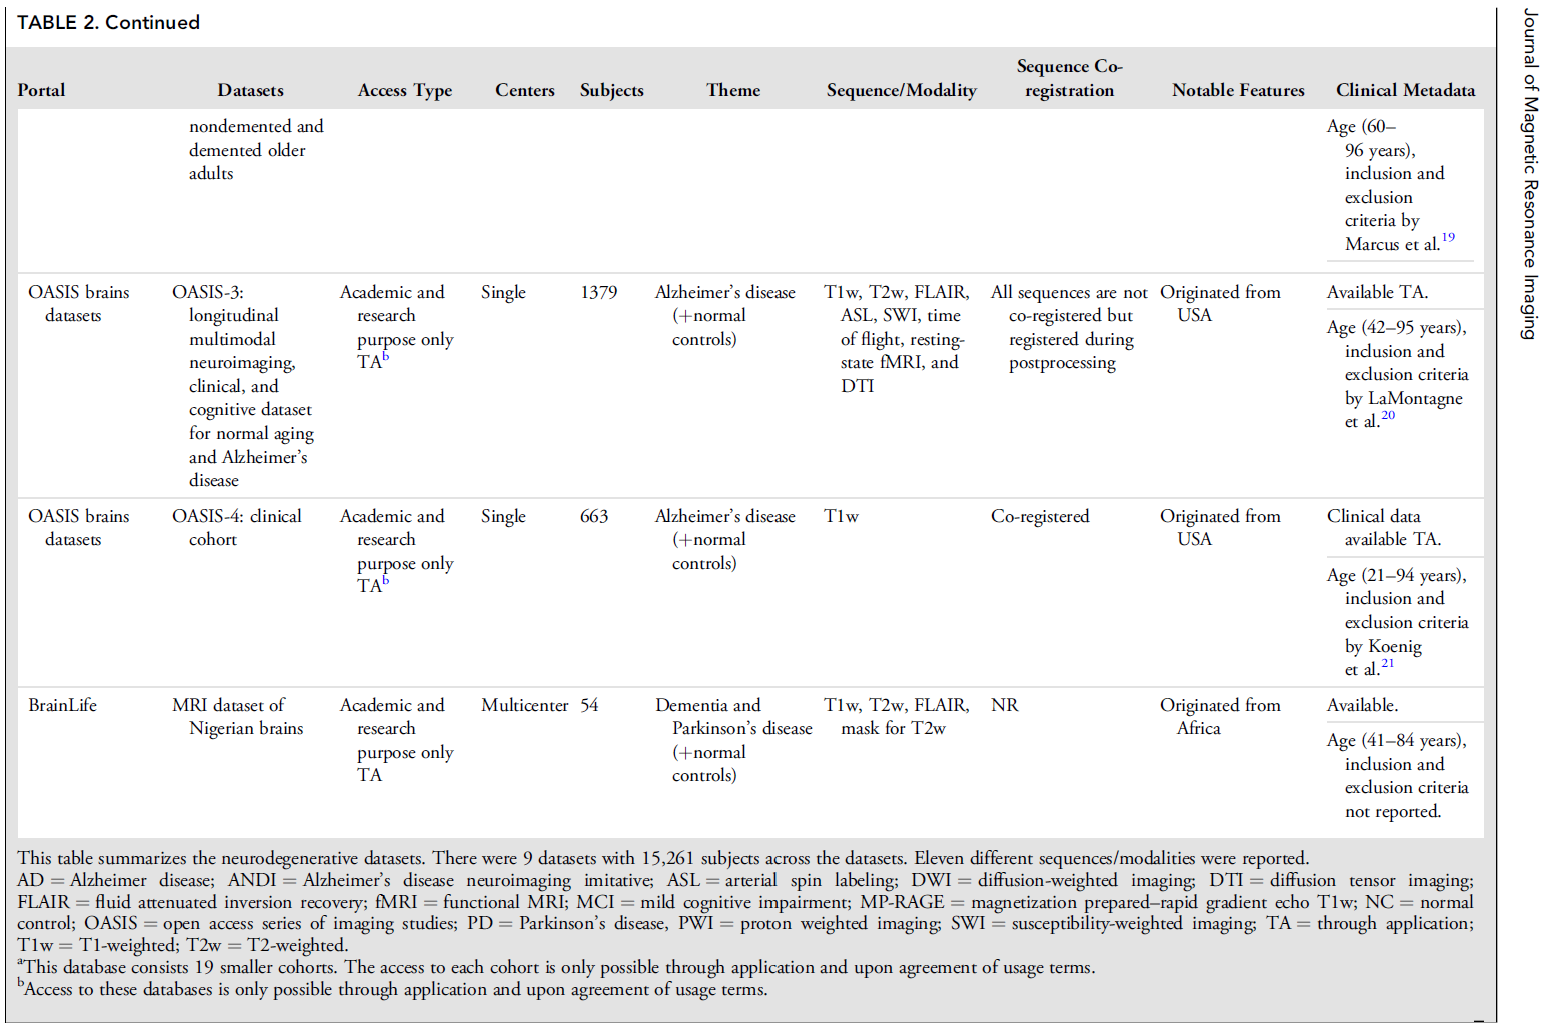 TABLE 2. Continued
Portal
Datasets
Access Type
Centers
Subjects
Theme
Sequence/Modality
Sequence Co-
registration
Notable Features
Clinical Metadata
nondemented and
demented older
adults
Age (60–
96 years),
inclusion and
exclusion
criteria by
Marcus et al.19
OASIS brains
datasets
OASIS-3:
longitudinal
multimodal
neuroimaging,
clinical, and
cognitive dataset
for normal aging
and Alzheimer's
disease
Academic and
research
purpose only
TAb
Single
1379
Alzheimer's disease
(+normal
controls)
T1w, T2w, FLAIR,
ASL, SWI, time
of flight, resting-
state fMRI, and
DTI
All sequences are not
co-registered but
registered during
postprocessing
Originated from
USA
Available TA.
Age (42–95 years),
inclusion and
exclusion criteria
by LaMontagne
et al.20
OASIS brains
datasets
OASIS-4: clinical
cohort
Academic and
research
purpose only
TAb
Single
663
Alzheimer's disease
(+normal
controls)
T1w
Co-registered
Originated from
USA
Clinical data
available TA.
Age (21–94 years),
inclusion and
exclusion criteria
by Koenig
et al.21
BrainLife
MRI dataset of
Nigerian brains
Academic and
research
purpose only
TA
Multicenter
54
Dementia and
Parkinson's disease
(+normal
controls)
T1w, T2w, FLAIR,
mask for T2w
NR
Originated from
Africa
Available.
Age (41–84 years),
inclusion and
exclusion criteria
not reported.
This table summarizes the neurodegenerative datasets. There were 9 datasets with 15,261 subjects across the datasets. Eleven different sequences/modalities were reported.
AD = Alzheimer disease; ANDI = Alzheimer's disease neuroimaging imitative; ASL = arterial spin labeling; DWI = diffusion-weighted imaging; DTI = diffusion tensor imaging;
FLAIR = fluid attenuated inversion recovery; fMRI = functional MRI; MCI = mild cognitive impairment; MP-RAGE = magnetization prepared–rapid gradient echo T1w; NC = normal
control; OASIS = open access series of imaging studies; PD = Parkinson's disease, PWI = proton weighted imaging; SWI = susceptibility-weighted imaging; TA = through application;
T1w = T1-weighted; T2w = T2-weighted.
aThis database consists 19 smaller cohorts. The access to each cohort is only possible through application and upon agreement of usage terms.
bAccess to these databases is only possible through application and upon agreement of usage terms.
Journal of Magnetic Resonance Imaging